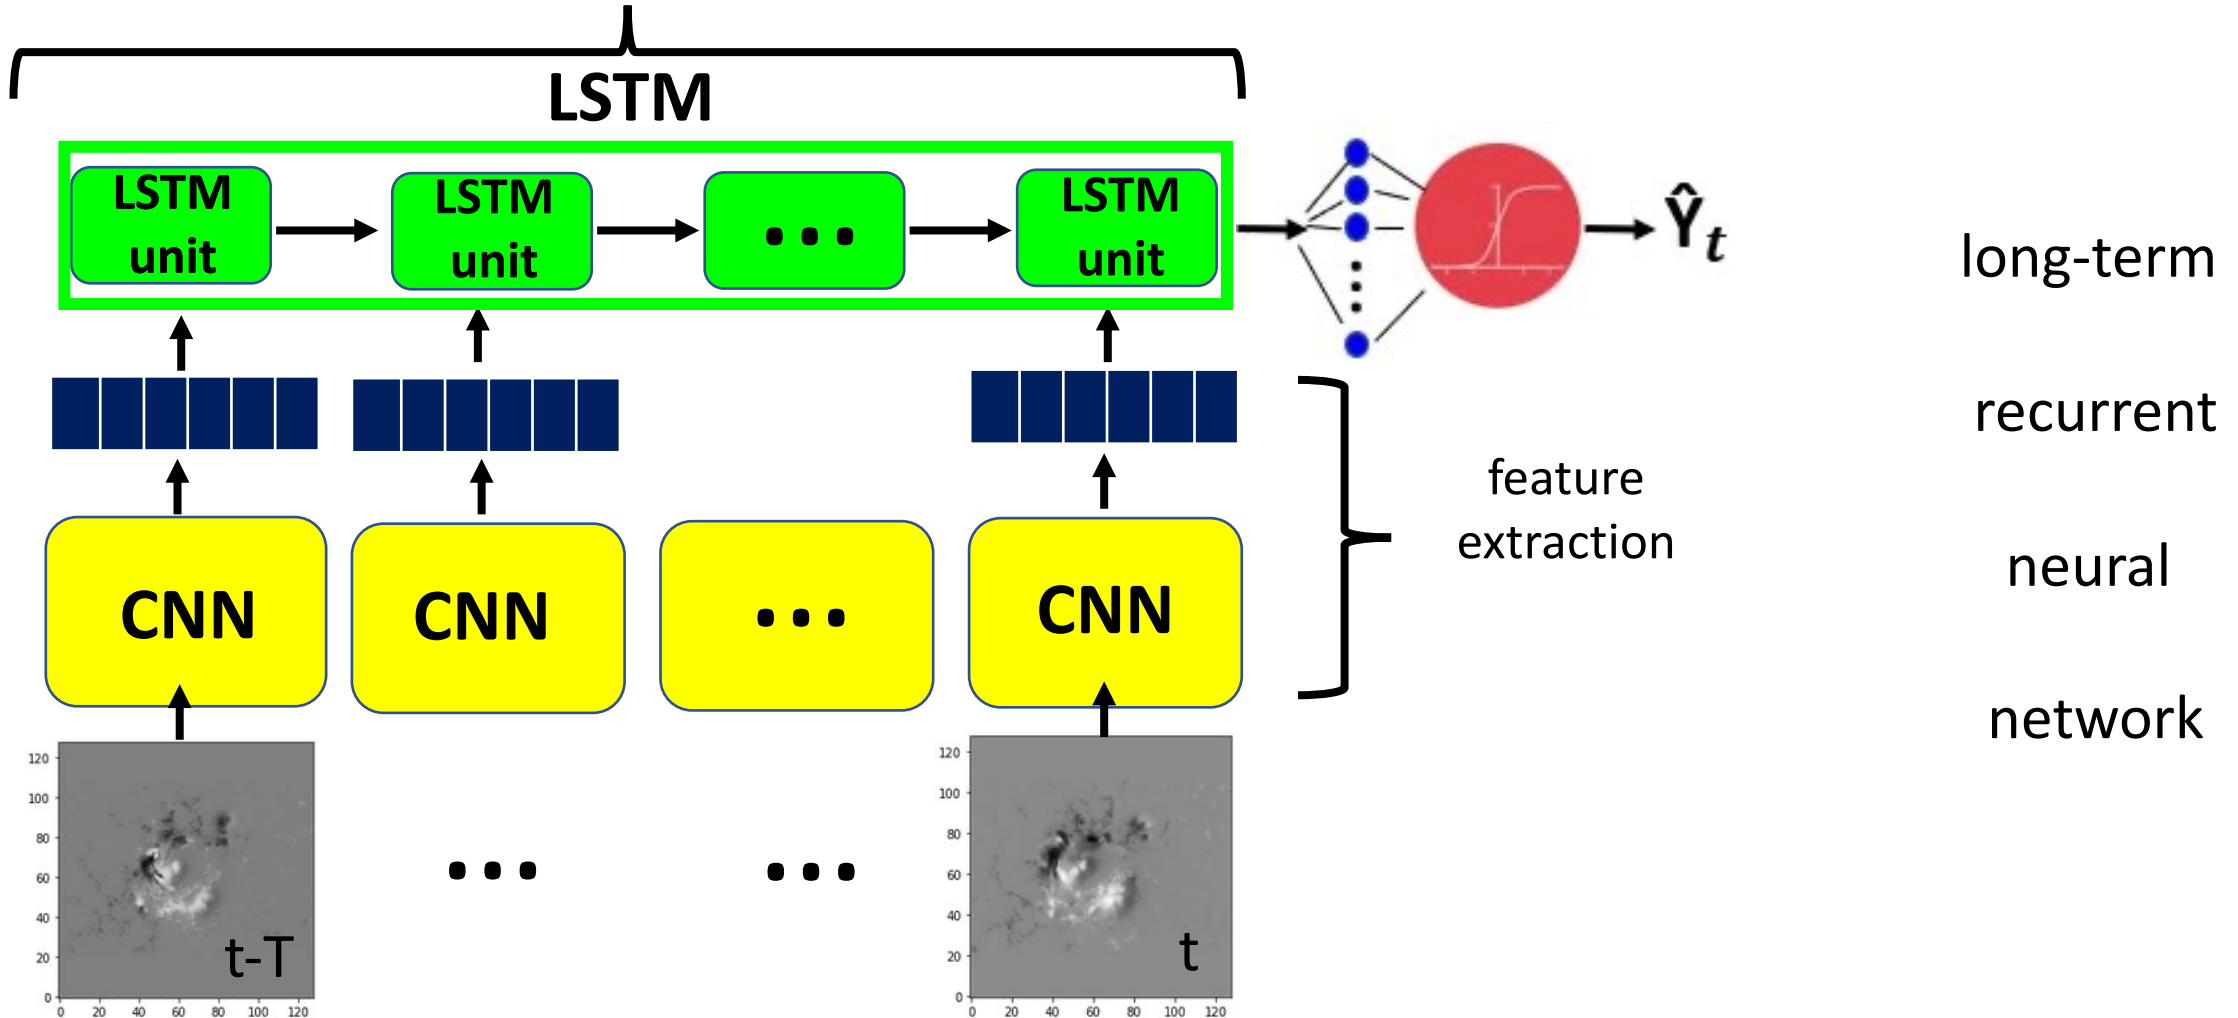 LSTM
LSTM
unit
LSTM
unit
...
LSTM
unit
Ŷt
long-term
recurrent
neural
network
feature
extraction
CNN
CNN
...
CNN
120
100
80
60
40
20
0
0 20 40 60 80 100 120
t-T
...
...
120
100
80
60
40
20
0
0 20 40 60 80 100 120
t